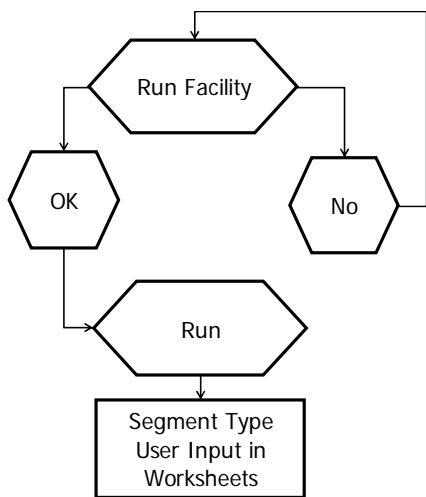 Run Facility
OK
No
Run
Segment Type
User Input in
Worksheets